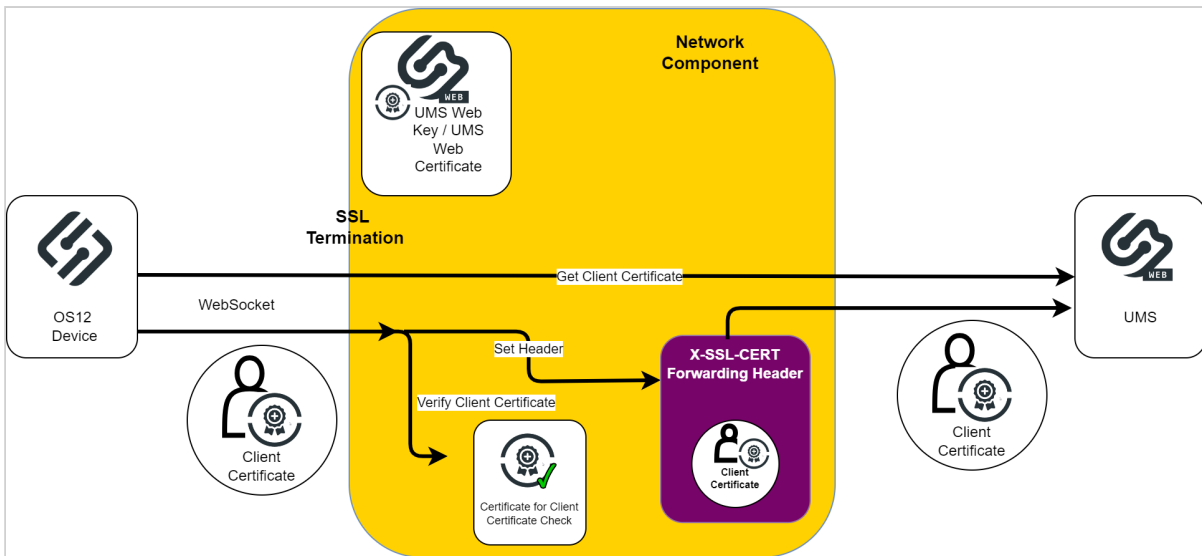 Network
Component
WEB
UMS Web
Key / UMS
Web
Certificate
SSL
Termination
OS12
Device
Get Client Certificate
WebSocket
WEB
UMS
Set Header
X-SSL-CERT
Forwarding Header
Verify Client Certificate
Client
Certificate
Certificate for Client
Certificate Check
Client
Certificate
Client
Certificate